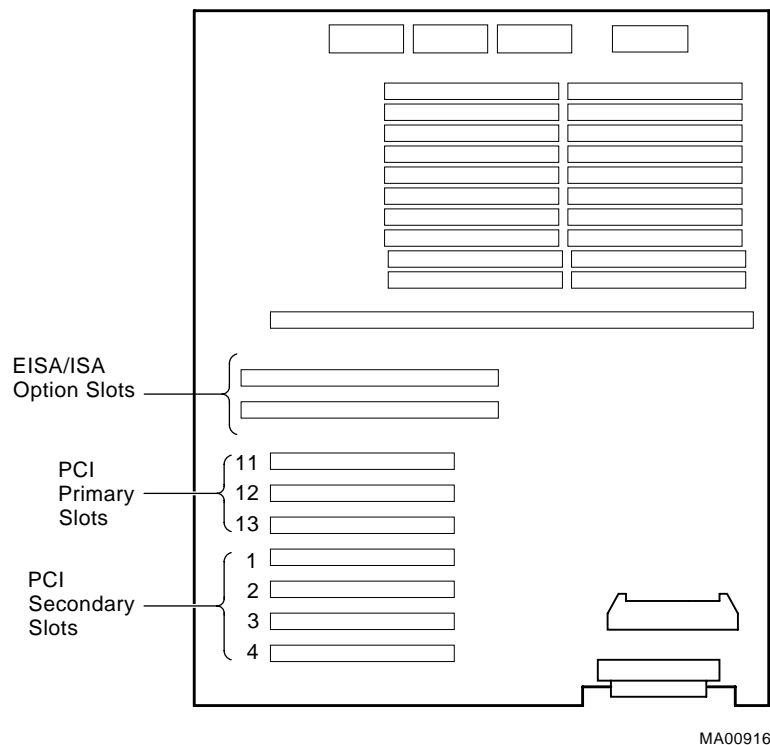 EISA/ISA
Option Slots
PCI
Primary
Slots
11
12
13
PCI
Secondary
Slots
1
2
3
4
MA00916